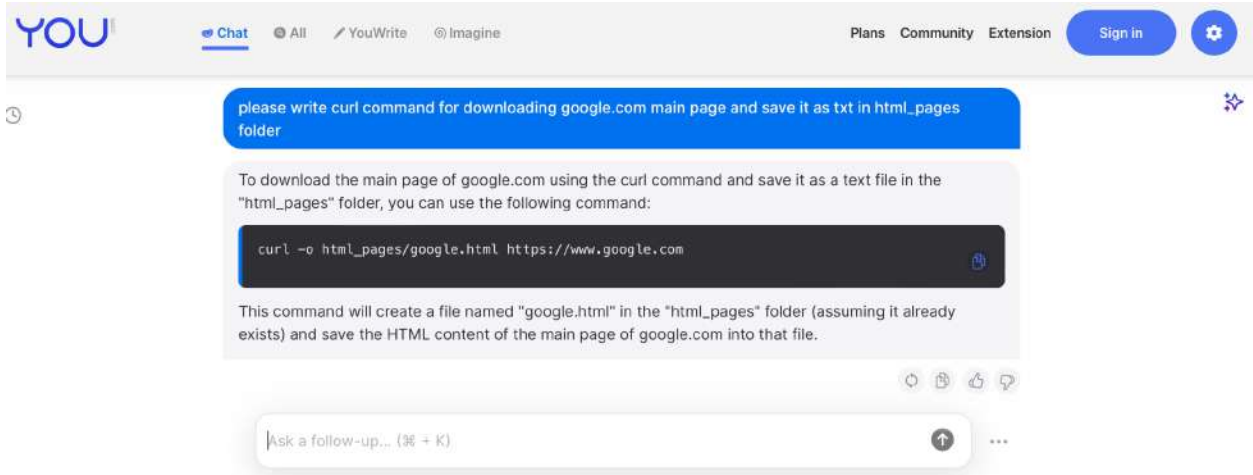 YOU
Chat All YouWrite Imagine Plans Community Extension Sign in
please write curl command for downloading google.com main page and save it as txt in html_pages
folder
To download the main page of google.com using the curl command and save it as a text file in the
"html_pages" folder, you can use the following command:
curl -o html_pages/google.html https://www.google.com
This command will create a file named "google.html" in the "html_pages" folder (assuming it already
exists) and save the HTML content of the main page of google.com into that file.
Ask a follow-up... (⌘ + K)